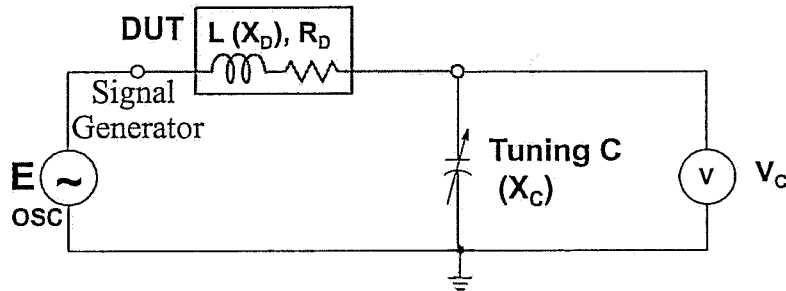 DUT
L (X_D), R_D
Signal
Generator
E
~
OSC
Tuning C
(X_C)
V
V_C